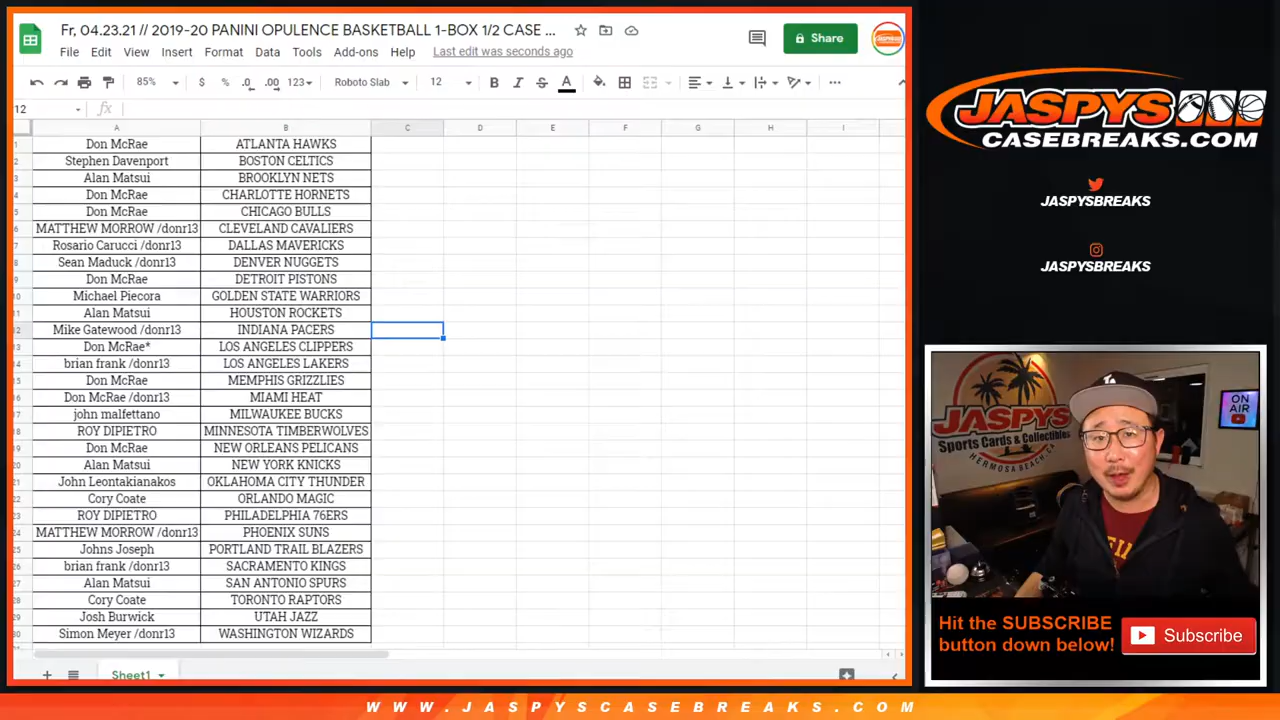 Fr, 04.23.21 // 2019-20 PANINI OPULENCE BASKETBALL 1-BOX 1/2 CASE ...
File Edit View Insert Format Data Tools Add-ons Help Last edit was seconds ago
Share
85% $ % .0 .00 123 Roboto Slab 12 B I S A
12 fx
A B C D E F G H I
1 Don McRae ATLANTA HAWKS
2 Stephen Davenport BOSTON CELTICS
3 Alan Matsui BROOKLYN NETS
4 Don McRae CHARLOTTE HORNETS
5 Don McRae CHICAGO BULLS
6 MATTHEW MORROW /donr13 CLEVELAND CAVALIERS
7 Rosario Carucci /donr13 DALLAS MAVERICKS
8 Sean Maduck /donr13 DENVER NUGGETS
9 Don McRae DETROIT PISTONS
10 Michael Piecora GOLDEN STATE WARRIORS
11 Alan Matsui HOUSTON ROCKETS
12 Mike Gatewood /donr13 INDIANA PACERS
13 Don McRae* LOS ANGELES CLIPPERS
14 brian frank /donr13 LOS ANGELES LAKERS
15 Don McRae MEMPHIS GRIZZLIES
16 Don McRae /donr13 MIAMI HEAT
17 john malfettano MILWAUKEE BUCKS
18 ROY DIPIETRO MINNESOTA TIMBERWOLVES
19 Don McRae NEW ORLEANS PELICANS
20 Alan Matsui NEW YORK KNICKS
21 John Leontakianakos OKLAHOMA CITY THUNDER
22 Cory Coate ORLANDO MAGIC
23 ROY DIPIETRO PHILADELPHIA 76ERS
24 MATTHEW MORROW /donr13 PHOENIX SUNS
25 Johns Joseph PORTLAND TRAIL BLAZERS
26 brian frank /donr13 SACRAMENTO KINGS
27 Alan Matsui SAN ANTONIO SPURS
28 Cory Coate TORONTO RAPTORS
29 Josh Burwick UTAH JAZZ
30 Simon Meyer /donr13 WASHINGTON WIZARDS
Sheet1
JASPYS
CASEBREAKS.COM
JASPYSBREAKS
JASPYSBREAKS
JASPYS
Sports Cards & Collectibles
HERMOSA BEACH, CA
ON
AIR
Hit the SUBSCRIBE
button down below!
Subscribe
WWW.JASPYSCASEBREAKS.COM